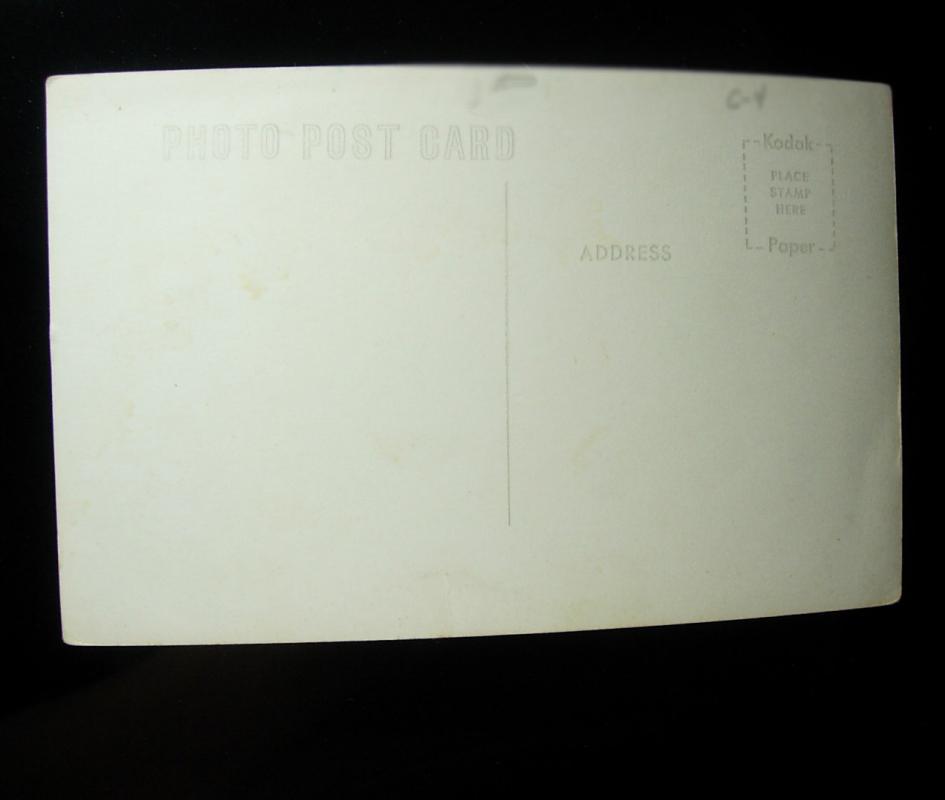 C-4
PHOTO POST CARD
Kodak
PLACE
STAMP
HERE
Paper
ADDRESS